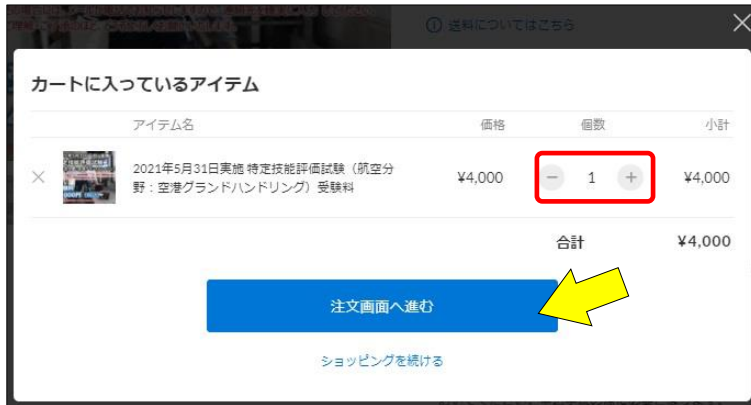 送料についてはこちら
カートに入っているアイテム
アイテム名 価格 個数 小計
2021年5月31日実施 特定技能評価試験（航空分
野：空港グランドハンドリング）受験料
¥4,000 − 1 + ¥4,000
合計 ¥4,000
注文画面へ進む
ショッピングを続ける